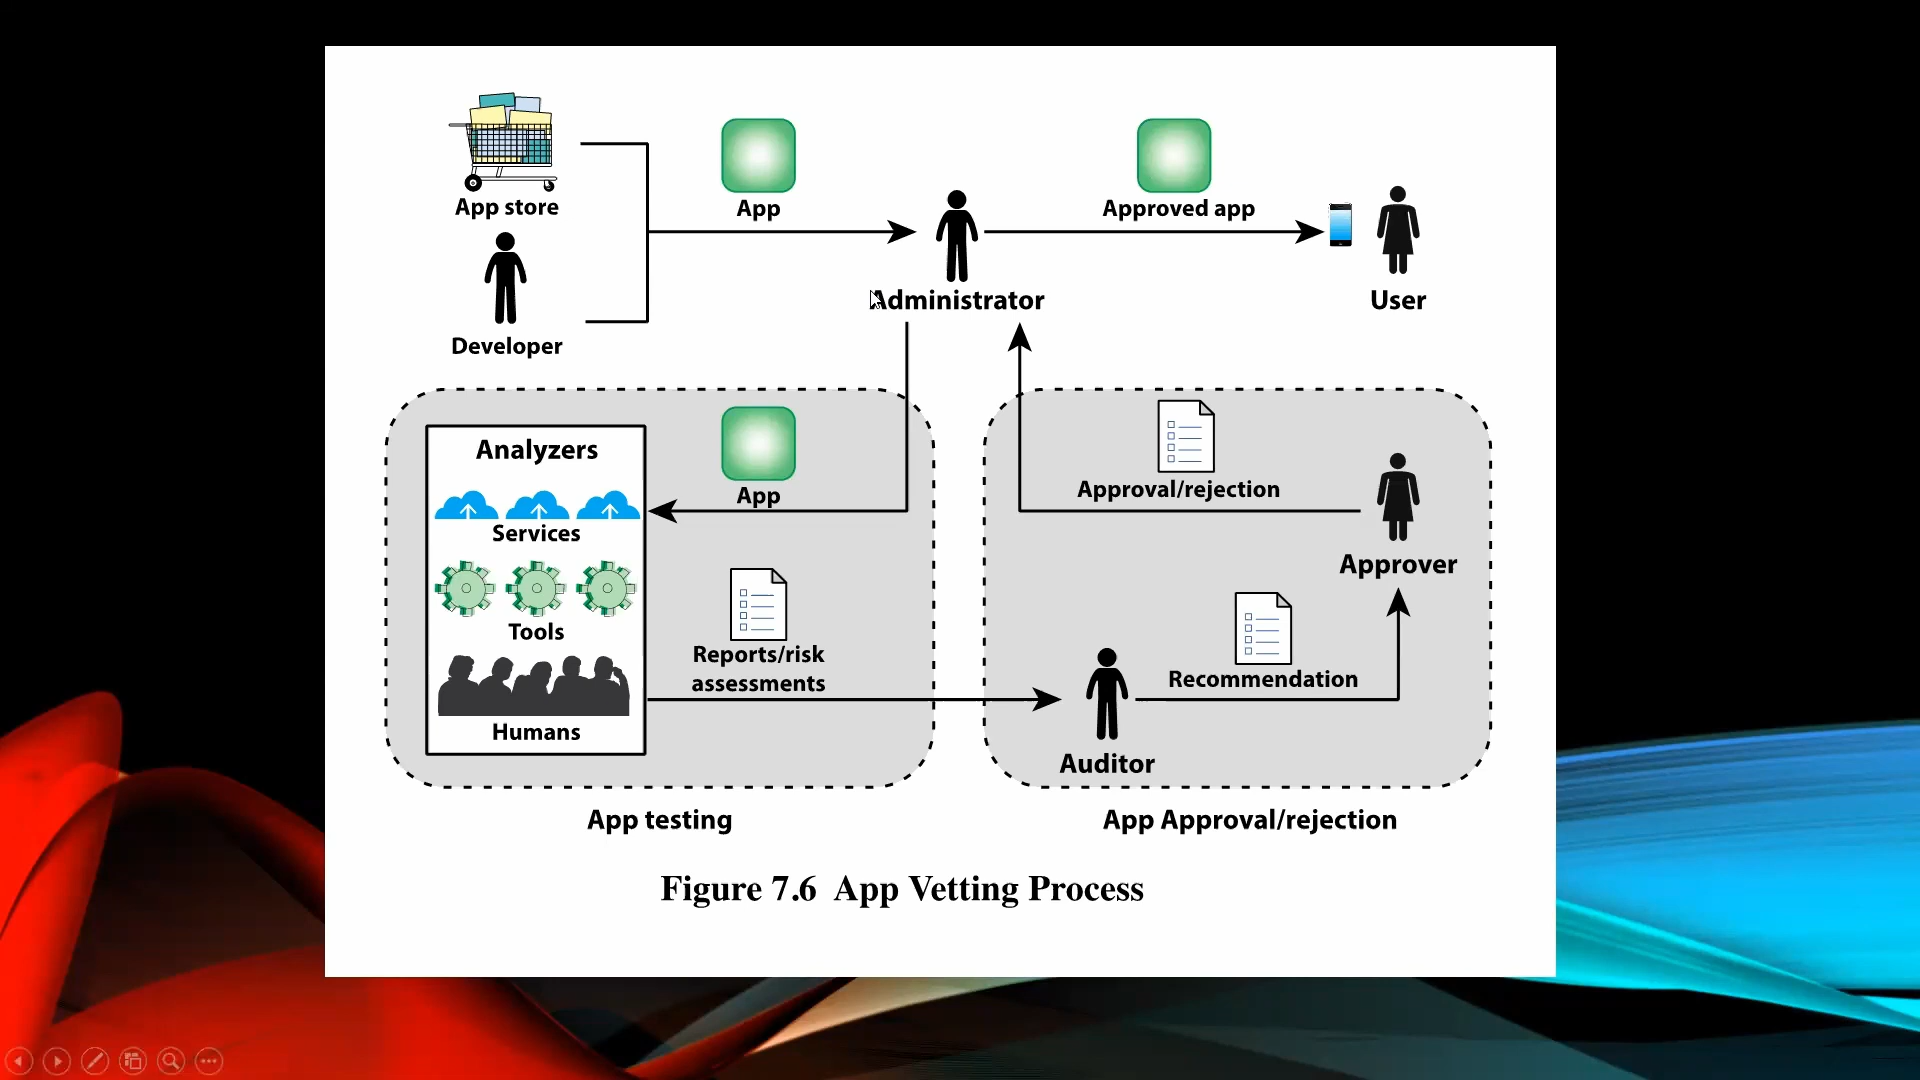 App store
Developer
App
Administrator
Approved app
User
Analyzers
Services
Tools
Humans
App
Reports/risk
assessments
App testing
Approval/rejection
Approver
Recommendation
Auditor
App Approval/rejection
Figure 7.6 App Vetting Process